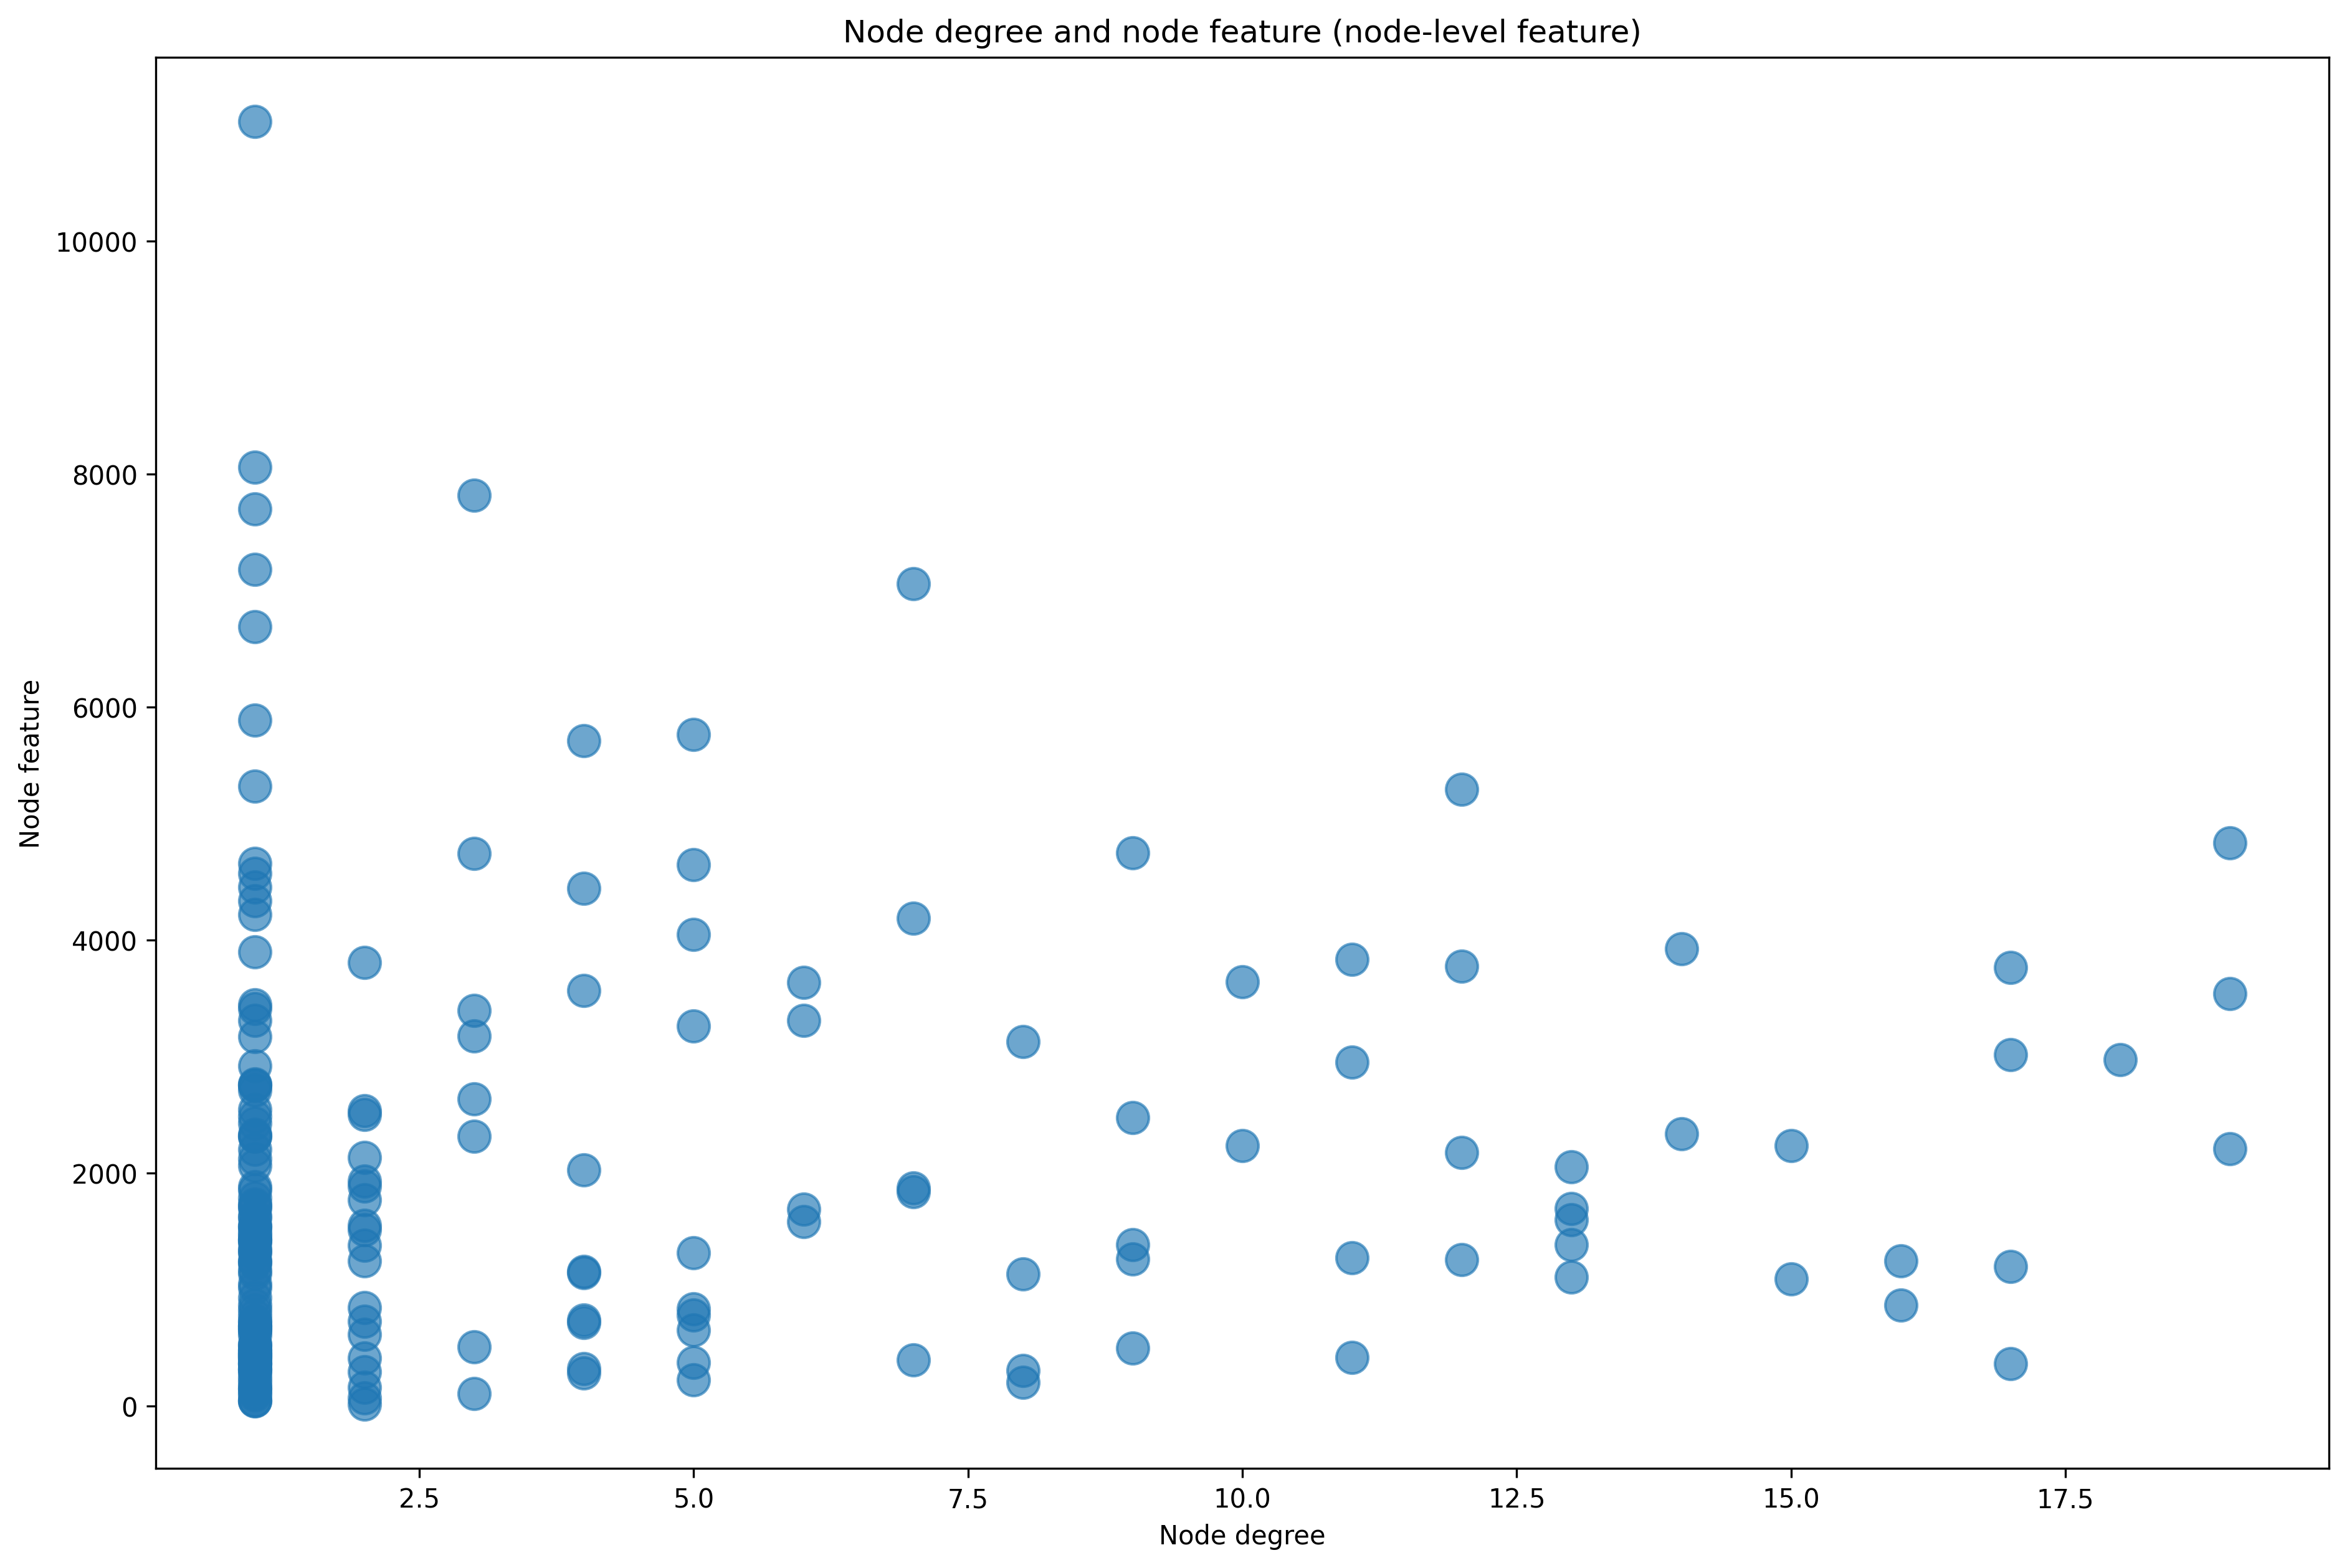 Node degree and node feature (node-level feature)
10000
8000
6000
4000
2000
0
Node feature
2.5 5.0 7.5 10.0 12.5 15.0 17.5
Node degree